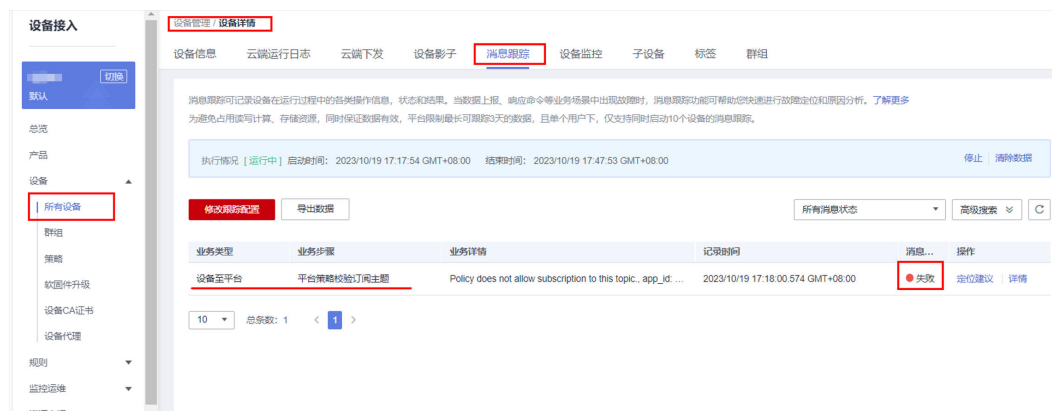 设备接入
切换
默认
总览
产品
设备
所有设备
群组
策略
软固件升级
设备CA证书
设备代理
规则
监控运维
设备管理 / 设备详情
设备信息 云端运行日志 云端下发 设备影子 消息跟踪 设备监控 子设备 标签 群组
消息跟踪可记录设备在运行过程中的各类操作信息，状态和结果。当数据上报、响应命令等业务场景中出现故障时，消息跟踪功能可帮助您快速进行故障定位和原因分析。了解更多
为避免占用读写计算、存储资源，同时保证数据有效，平台限制最长可跟踪3天的数据，且单个用户下，仅支持同时启动10个设备的消息跟踪。
执行情况 [ 运行中 ] 启动时间： 2023/10/19 17:17:54 GMT+08:00 结束时间： 2023/10/19 17:47:53 GMT+08:00 停止 清除数据
修改跟踪配置 导出数据 所有消息状态 高级搜索
业务类型 业务步骤 业务详情 记录时间 消息... 操作
设备至平台 平台策略校验订阅主题 Policy does not allow subscription to this topic., app_id: ... 2023/10/19 17:18:00.574 GMT+08:00 失败 定位建议 详情
10 总条数： 1 < 1 >